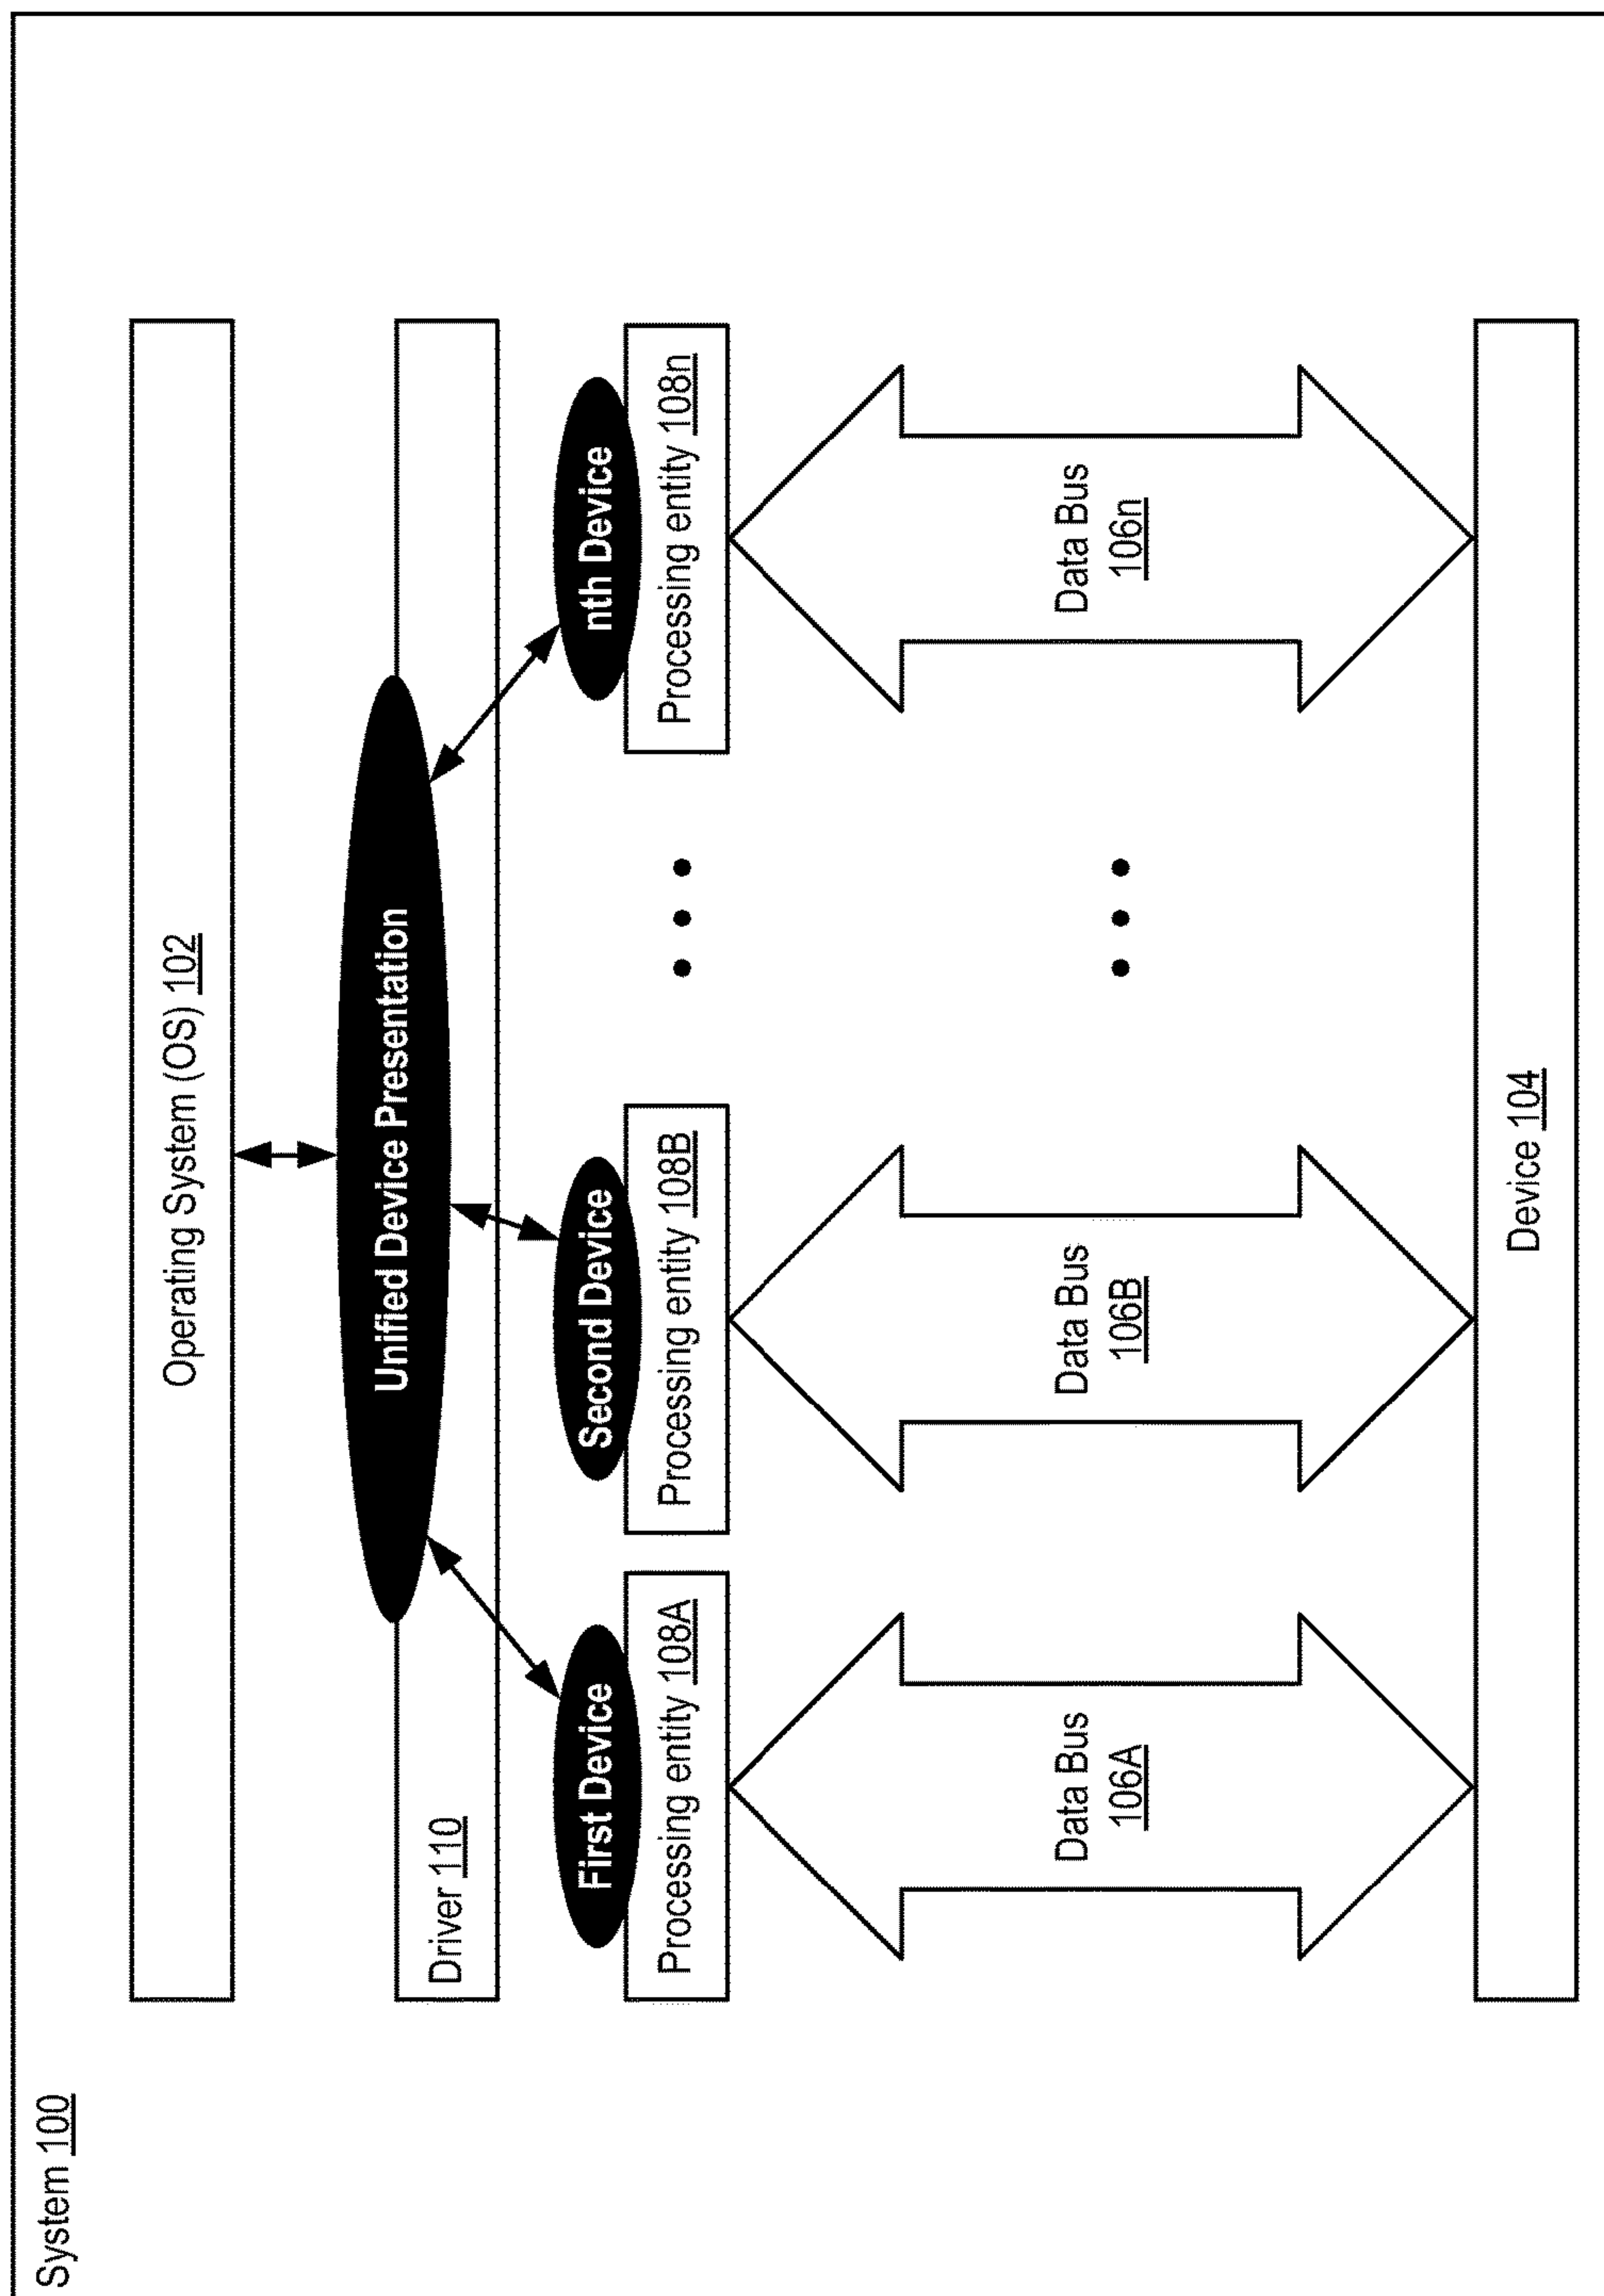 System 100
Operating System (OS) 102
Unified Device Presentation
Driver 110
First Device
Second Device
nth Device
Processing entity 108A
Processing entity 108B
Processing entity 108n
Data Bus
106A
Data Bus
106B
Data Bus
106n
Device 104